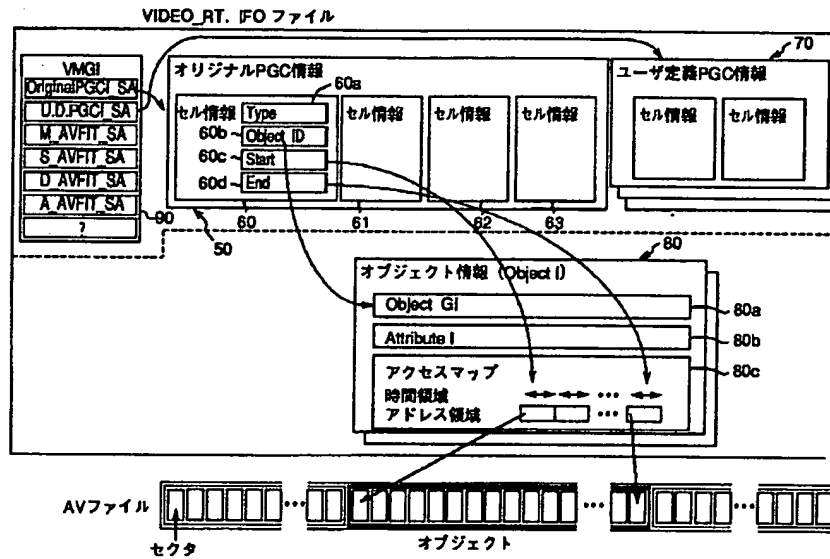 VIDEO_RT. IFO ファイル
VMGI
OriginalPGCI_SA
U.D.PGCI_SA
M_AVFIT_SA
S_AVFIT_SA
D_AVFIT_SA
A_AVFIT_SA
?
90
オリジナルPGC情報
60a
セル情報
Type
60b
Object ID
60c
Start
60d
End
セル情報
セル情報
セル情報
50
60
61
62
63
70
ユーザ定義PGC情報
セル情報
セル情報
80
オブジェクト情報 (Object I)
Object GI
80a
Attribute I
80b
アクセスマップ
80c
時間領域
…
アドレス領域
…
AVファイル
…
…
…
セクタ
オブジェクト